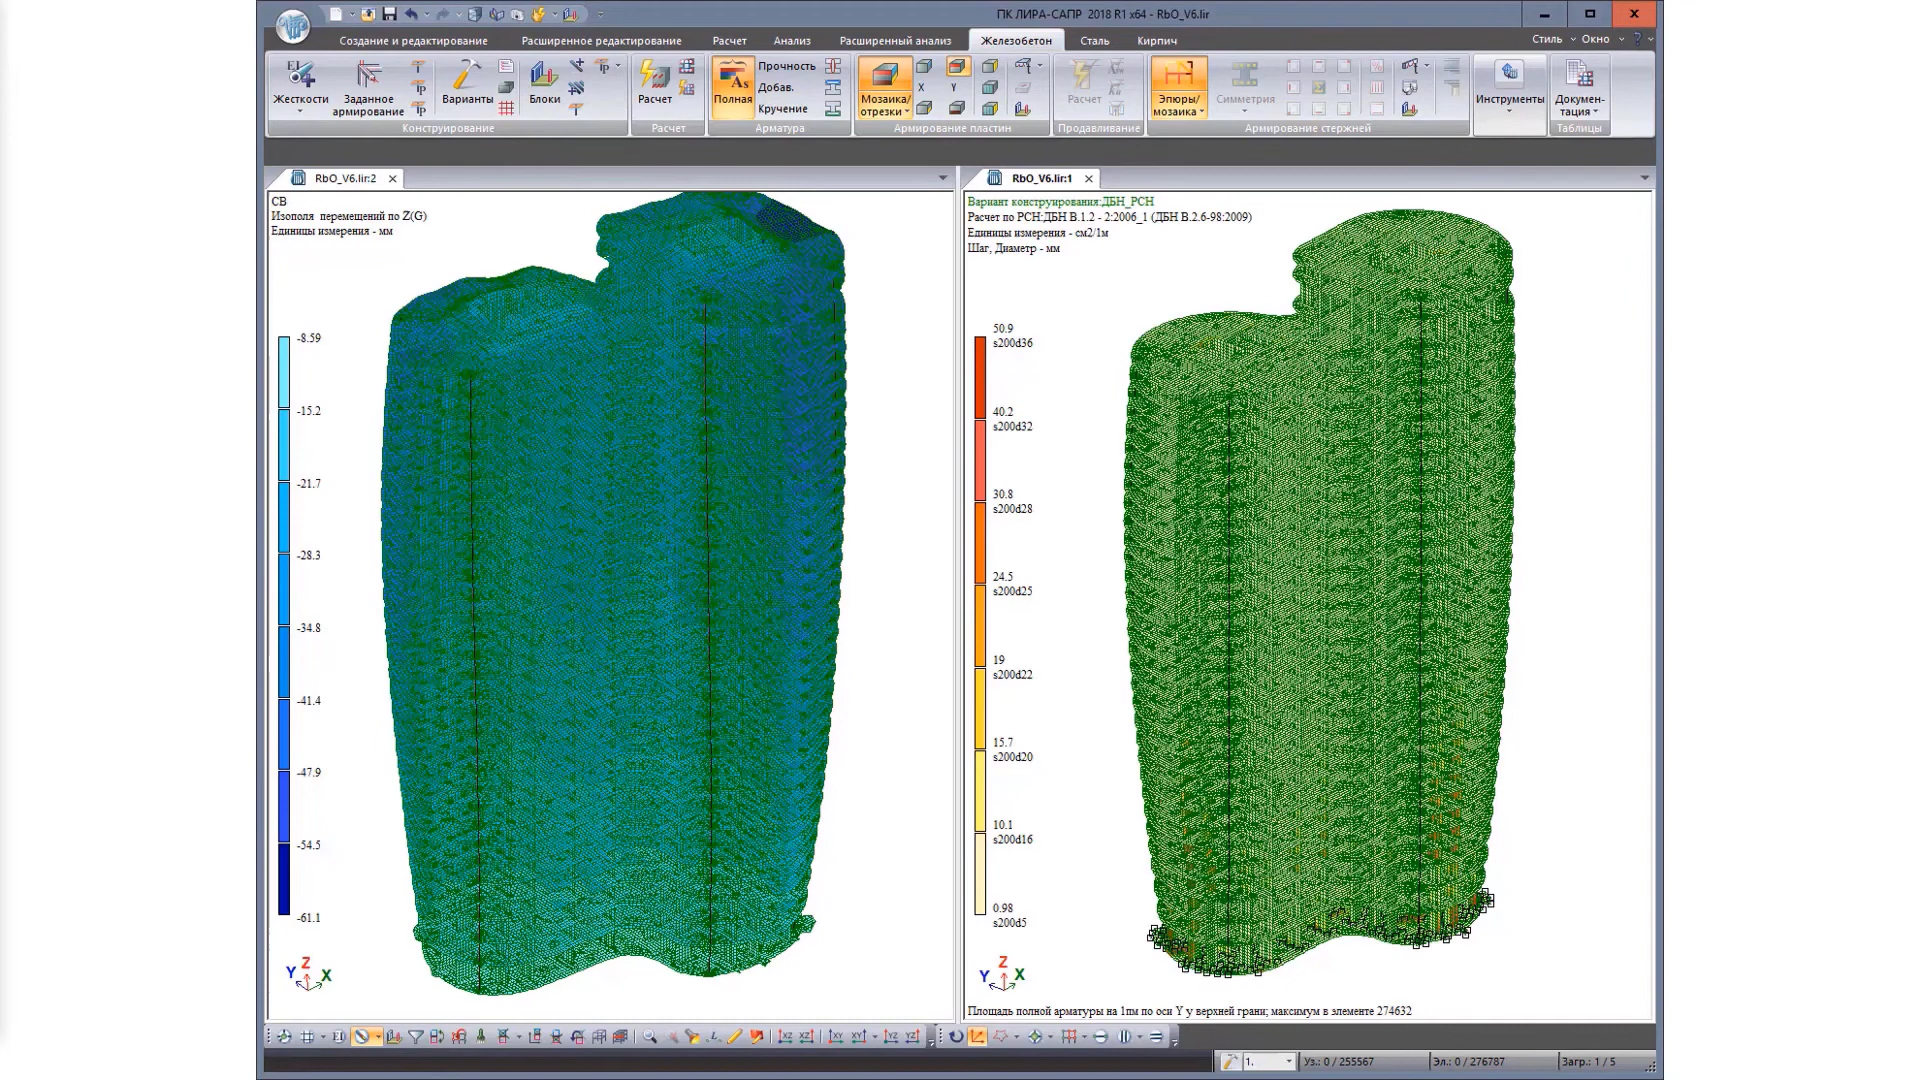 ПК ЛИРА-САПР 2018 R1 x64 - RbO_V6.lir
Создание и редактирование
Расширенное редактирование
Расчет
Анализ
Расширенный анализ
Железобетон
Сталь
Кирпич
Стиль
Окно
Жесткости
Заданное армирование
Варианты
Блоки
Конструирование
Расчет
Расчет
Полная
Прочность
Добав.
Кручение
Арматура
Мозаика/отрезки
X
Y
Армирование пластин
Расчет
Продавливание
Эпюры/мозаика
Симметрия
Армирование стержней
Инструменты
Докумен-тация
Таблицы
RbO_V6.lir:2
СВ
Изополя перемещений по Z(G)
Единицы измерения - мм
-8.59
-15.2
-21.7
-28.3
-34.8
-41.4
-47.9
-54.5
-61.1
Y Z X
RbO_V6.lir:1
Вариант конструирования:ДБН_РСН
Расчет по РСН:ДБН В.1.2 - 2:2006_1 (ДБН В.2.6-98:2009)
Единицы измерения - см2/1м
Шаг, Диаметр - мм
50.9
s200d36
40.2
s200d32
30.8
s200d28
24.5
s200d25
19
s200d22
15.7
s200d20
10.1
s200d16
0.98
s200d5
Y Z X
Площадь полной арматуры на 1пм по оси Y у верхней грани; максимум в элементе 274632
1.
Уз.: 0 / 255567
Эл.: 0 / 276787
Загр.: 1 / 5